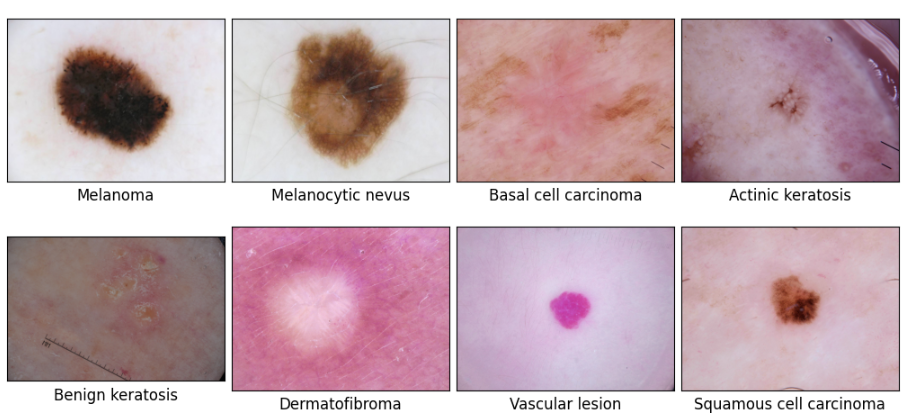 Melanoma
Melanocytic nevus
Basal cell carcinoma
Actinic keratosis
Benign keratosis
Dermatofibroma
Vascular lesion
Squamous cell carcinoma